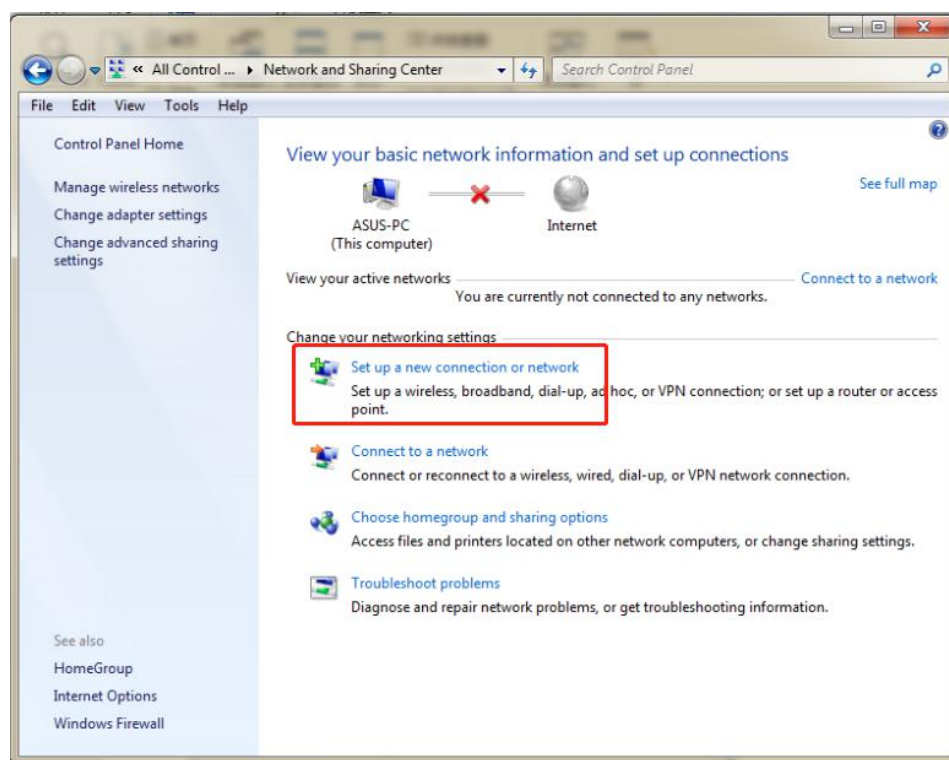 All Control ... Network and Sharing Center Search Control Panel
File Edit View Tools Help
Control Panel Home
Manage wireless networks
Change adapter settings
Change advanced sharing
settings
See also
HomeGroup
Internet Options
Windows Firewall
View your basic network information and set up connections
See full map
ASUS-PC
(This computer)
Internet
View your active networks
Connect to a network
You are currently not connected to any networks.
Change your networking settings
Set up a new connection or network
Set up a wireless, broadband, dial-up, ad hoc, or VPN connection; or set up a router or access
point.
Connect to a network
Connect or reconnect to a wireless, wired, dial-up, or VPN network connection.
Choose homegroup and sharing options
Access files and printers located on other network computers, or change sharing settings.
Troubleshoot problems
Diagnose and repair network problems, or get troubleshooting information.